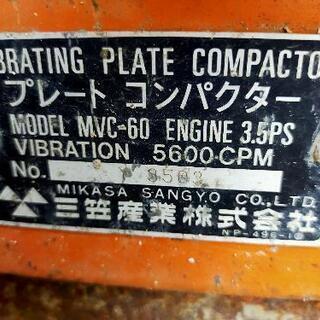 BRATING PLATE COMPACTO
プレート コンパクター
MODEL MVC-60 ENGINE 3.5PS
VIBRATION 5600 CPM
No.
MIKASA SANGYO CO.,LTD.
三笠産業株式会社